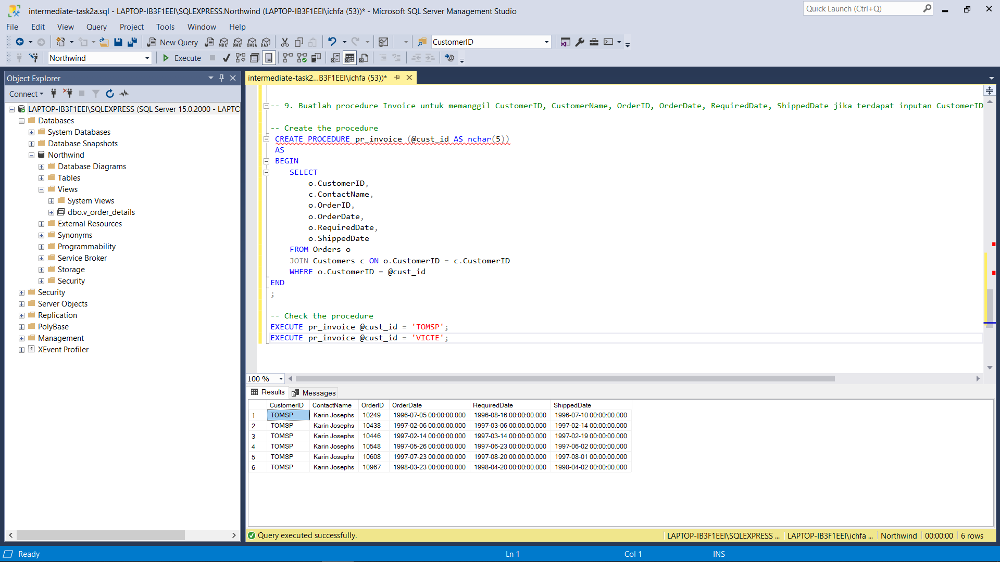 intermediate-task2a.sql - LAPTOP-IB3F1EEI\SQLEXPRESS.Northwind (LAPTOP-IB3F1EEI\ichfa (53))* - Microsoft SQL Server Management Studio
Quick Launch (Ctrl+Q)
File Edit View Query Project Tools Window Help
New Query MDX DMX XMLA DAX CustomerID
Northwind Execute
Object Explorer
intermediate-task2...B3F1EEI\ichfa (53))*
Connect
LAPTOP-IB3F1EEI\SQLEXPRESS (SQL Server 15.0.2000 - LAPTO
Databases
System Databases
Database Snapshots
Northwind
Database Diagrams
Tables
Views
System Views
dbo.v_order_details
External Resources
Synonyms
Programmability
Service Broker
Storage
Security
Security
Server Objects
Replication
PolyBase
Management
XEvent Profiler
-- 9. Buatlah procedure Invoice untuk memanggil CustomerID, CustomerName, OrderID, OrderDate, RequiredDate, ShippedDate jika terdapat inputan CustomerID
-- Create the procedure
CREATE PROCEDURE pr_invoice (@cust_id AS nchar(5))
AS
BEGIN
SELECT
o.CustomerID,
c.ContactName,
o.OrderID,
o.OrderDate,
o.RequiredDate,
o.ShippedDate
FROM Orders o
JOIN Customers c ON o.CustomerID = c.CustomerID
WHERE o.CustomerID = @cust_id
END
;
-- Check the procedure
EXECUTE pr_invoice @cust_id = 'TOMSP';
EXECUTE pr_invoice @cust_id = 'VICTE';
100 %
Results Messages
CustomerID ContactName OrderID OrderDate RequiredDate ShippedDate
1 TOMSP Karin Josephs 10249 1996-07-05 00:00:00.000 1996-08-16 00:00:00.000 1996-07-10 00:00:00.000
2 TOMSP Karin Josephs 10438 1997-02-06 00:00:00.000 1997-03-06 00:00:00.000 1997-02-14 00:00:00.000
3 TOMSP Karin Josephs 10446 1997-02-14 00:00:00.000 1997-03-14 00:00:00.000 1997-02-19 00:00:00.000
4 TOMSP Karin Josephs 10548 1997-05-26 00:00:00.000 1997-06-23 00:00:00.000 1997-06-02 00:00:00.000
5 TOMSP Karin Josephs 10608 1997-07-23 00:00:00.000 1997-08-20 00:00:00.000 1997-08-01 00:00:00.000
6 TOMSP Karin Josephs 10967 1998-03-23 00:00:00.000 1998-04-20 00:00:00.000 1998-04-02 00:00:00.000
Query executed successfully. LAPTOP-IB3F1EEI\SQLEXPRESS ... LAPTOP-IB3F1EEI\ichfa ... Northwind 00:00:00 6 rows
Ready Ln 1 Col 1 INS